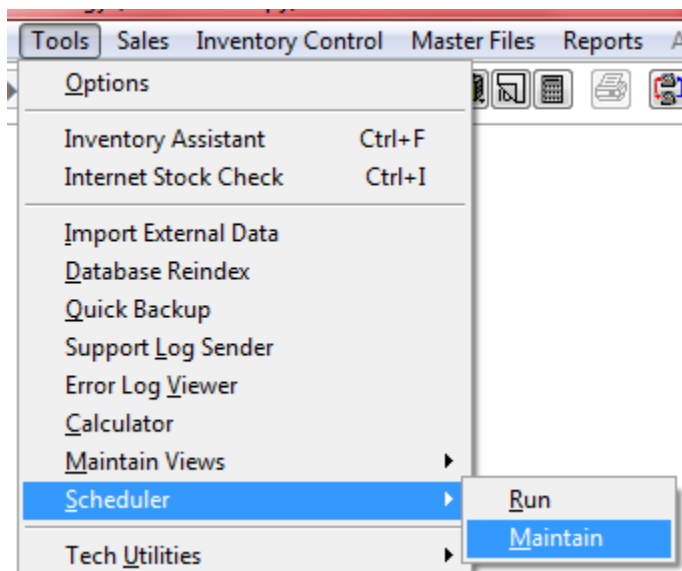 Tools Sales Inventory Control Master Files Reports
Options
Inventory Assistant Ctrl+F
Internet Stock Check Ctrl+I
Import External Data
Database Reindex
Quick Backup
Support Log Sender
Error Log Viewer
Calculator
Maintain Views
Scheduler Run
Maintain
Tech Utilities